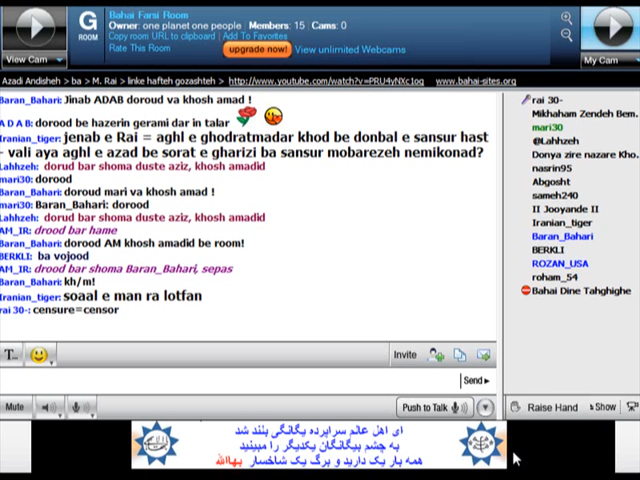 Bahai Farsi Room
Owner: one planet one people | Members: 15 | Cams: 0
Copy room URL to clipboard | Add To Favorites
Rate This Room
upgrade now!
View unlimited Webcams
G
ROOM
View Cam
My Cam
Azadi Andisheh > ba > M. Rai > linke hafteh gozashteh > http://www.youtube.com/watch?v=PRU4yNXc1og www.bahai-sites.org
Baran_Bahari: Jinab ADAB doroud va khosh amad !
A D A B: dorood be hazerin gerami dar in talar
Iranian_tiger: jenab e Rai = aghl e ghodratmadar khod be donbal e sansur hast
- vali aya aghl e azad be sorat e gharizi ba sansur mobarezeh nemikonad?
Lahhzeh: dorud bar shoma duste aziz, khosh amadid
mari30: dorood
Baran_Bahari: doroud mari va khosh amad !
mari30: Baran_Bahari: dorood
Lahhzeh: dorud bar shoma duste aziz, khosh amadid
AM_IR: drood bar hame
Baran_Bahari: dorood AM khosh amadid be room!
BERKLI: ba vojood
AM_IR: drood bar shoma Baran_Bahari, sepas
Baran_Bahari: kh/m!
Iranian_tiger: soaal e man ra lotfan
rai 30-: censure=censor
rai 30-
Mikhaham Zendeh Bem.
mari30
@Lahhzeh
Donya zire nazare Kho.
nasrin95
Abgosht
sameh240
II Jooyande II
Iranian_tiger
Baran_Bahari
BERKLI
ROZAN_USA
roham_54
Bahai Dine Tahghighe
T...
Invite
Send
Mute
Push to Talk
Raise Hand
Show
ای اهل عالم سراپرده یگانگی بلند شد
به چشم بیگانگان یکدیگر را مبینید
همه بار یک دارید و برگ یک شاخسار بهاالله